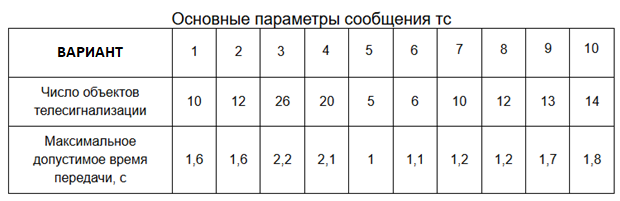 Основные параметры сообщения тс
ВАРИАНТ 1 2 3 4 5 6 7 8 9 10
Число объектов
телесигнализации 10 12 26 20 5 6 10 12 13 14
Максимальное
допустимое время
передачи, с 1,6 1,6 2,2 2,1 1 1,1 1,2 1,2 1,7 1,8